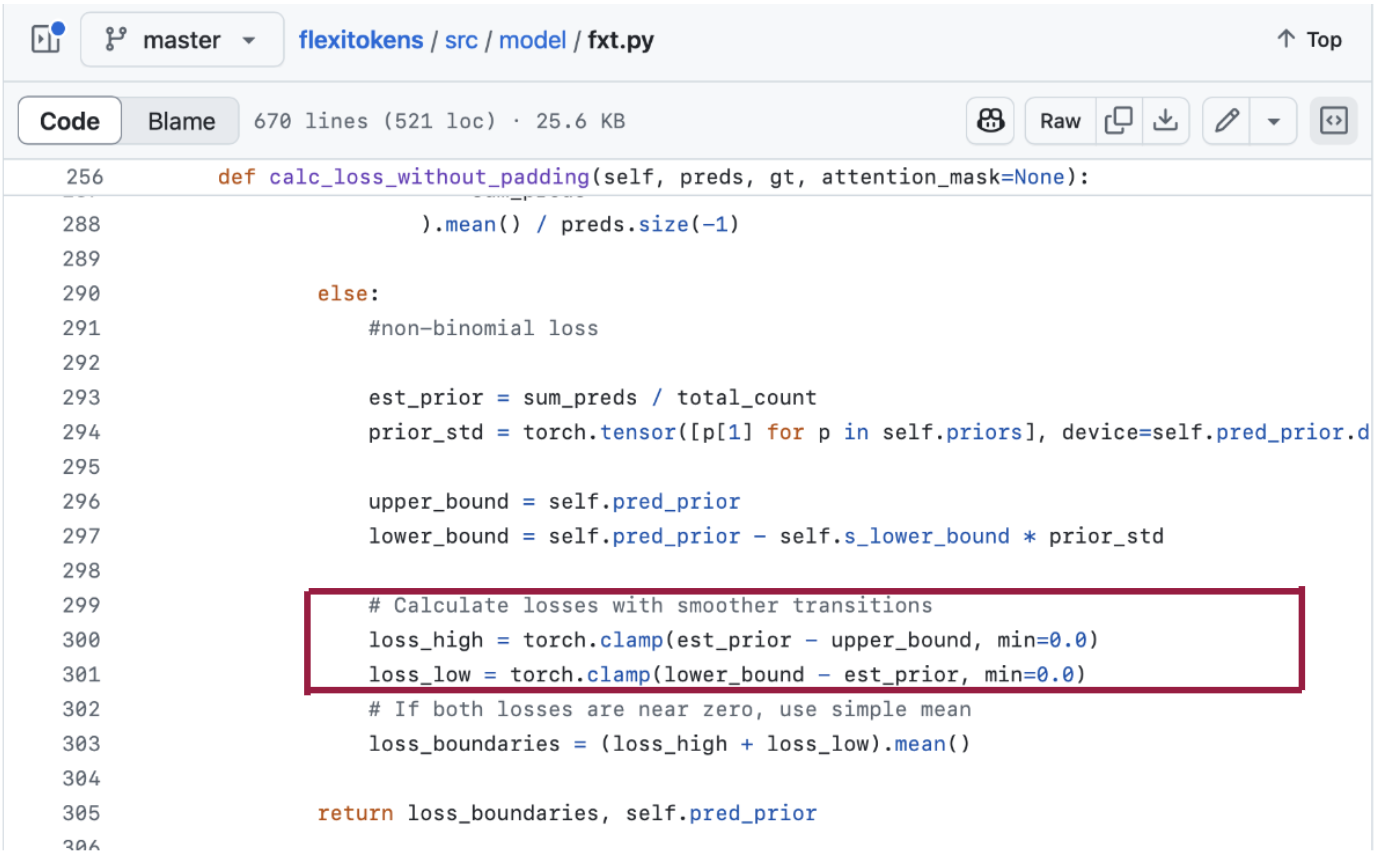 master flexitokens / src / model / fxt.py Top
Code Blame 670 lines (521 loc) · 25.6 KB Raw
256 def calc_loss_without_padding(self, preds, gt, attention_mask=None):
288 ).mean() / preds.size(-1)
289
290 else:
291 #non-binomial loss
292
293 est_prior = sum_preds / total_count
294 prior_std = torch.tensor([p[1] for p in self.priors], device=self.pred_prior.d
295
296 upper_bound = self.pred_prior
297 lower_bound = self.pred_prior - self.s_lower_bound * prior_std
298
299 # Calculate losses with smoother transitions
300 loss_high = torch.clamp(est_prior - upper_bound, min=0.0)
301 loss_low = torch.clamp(lower_bound - est_prior, min=0.0)
302 # If both losses are near zero, use simple mean
303 loss_boundaries = (loss_high + loss_low).mean()
304
305 return loss_boundaries, self.pred_prior
306